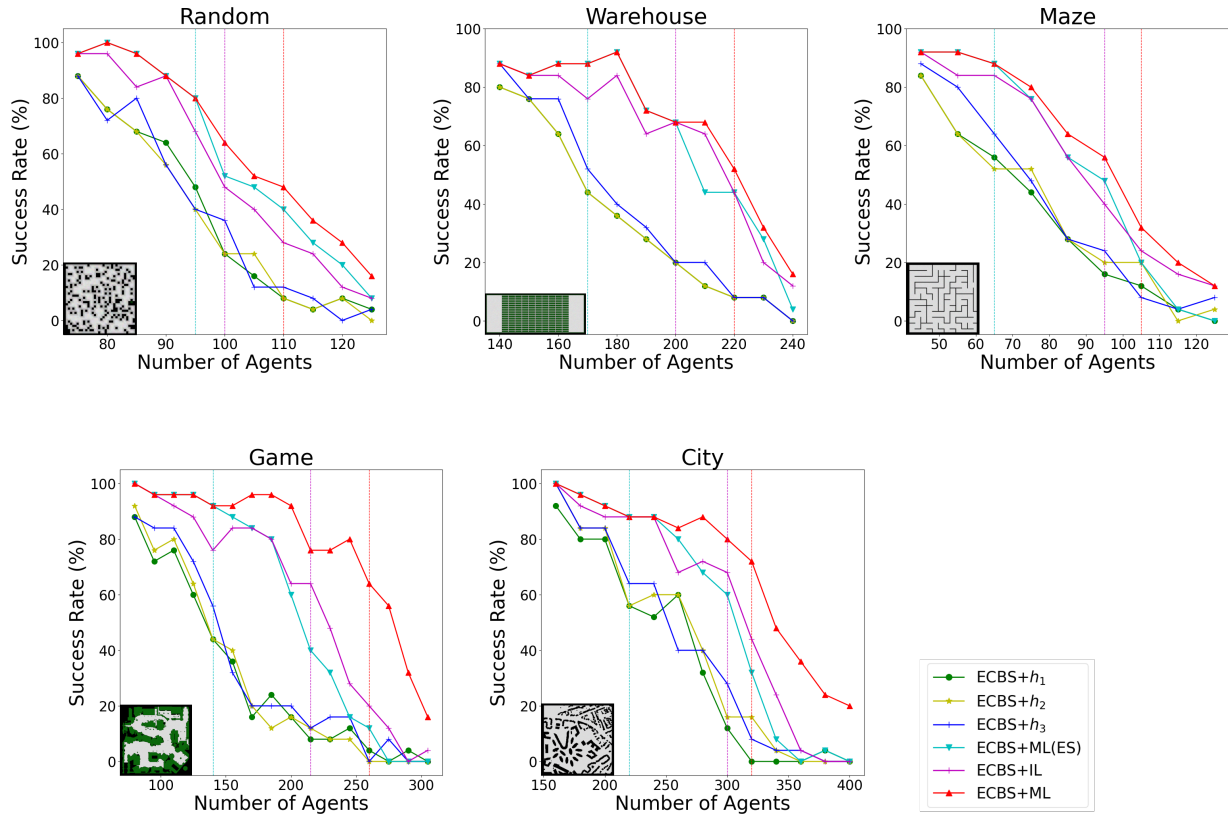 Random
Success Rate (%)
100
80
60
40
20
0
80 90 100 110 120
Number of Agents
Warehouse
Success Rate (%)
100
80
60
40
20
0
140 160 180 200 220 240
Number of Agents
Maze
Success Rate (%)
100
80
60
40
20
0
50 60 70 80 90 100 110 120
Number of Agents
Game
Success Rate (%)
100
80
60
40
20
0
100 150 200 250 300
Number of Agents
City
Success Rate (%)
100
80
60
40
20
0
150 200 250 300 350 400
Number of Agents
ECBS+h₁
ECBS+h₂
ECBS+h₃
ECBS+ML(ES)
ECBS+IL
ECBS+ML